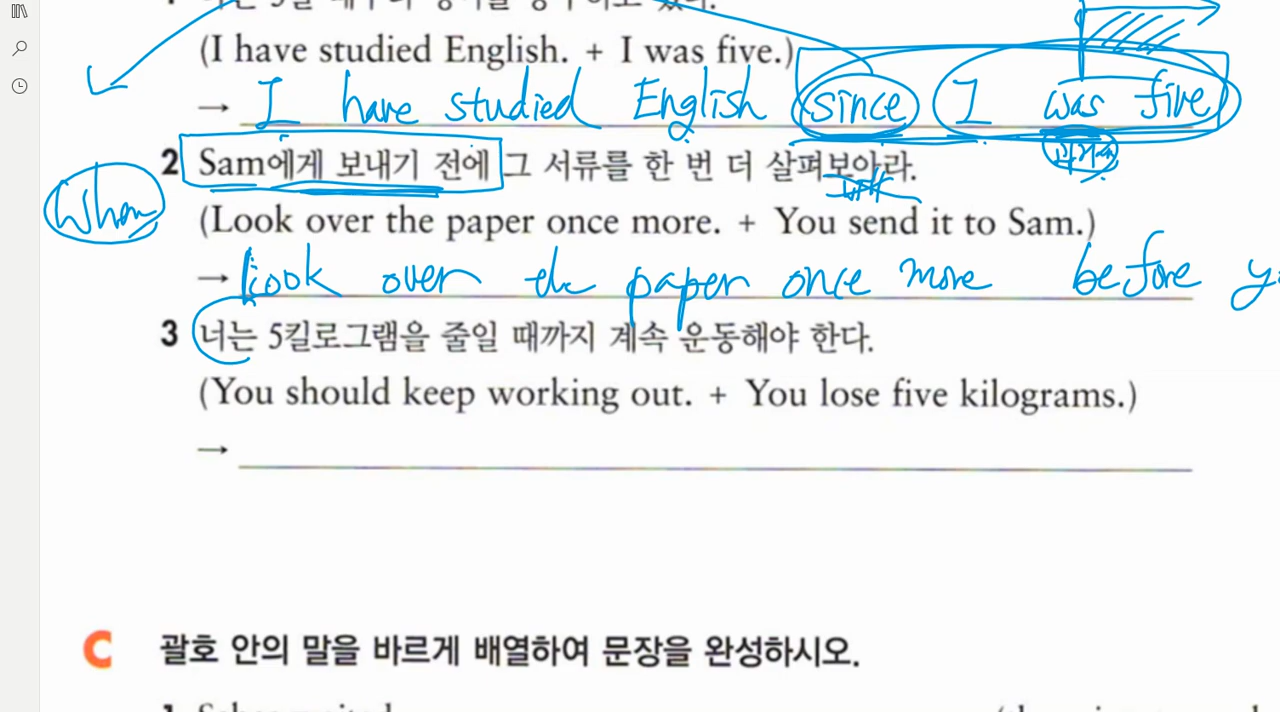 (I have studied English. + I was five.)
→ I have studied English since I was five
2 Sam에게 보내기 전에 그 서류를 한 번 더 살펴보아라.
When
(Look over the paper once more. + You send it to Sam.)
→ Look over the paper once more before
3 너는 5킬로그램을 줄일 때까지 계속 운동해야 한다.
(You should keep working out. + You lose five kilograms.)
→
C 괄호 안의 말을 바르게 배열하여 문장을 완성하시오.